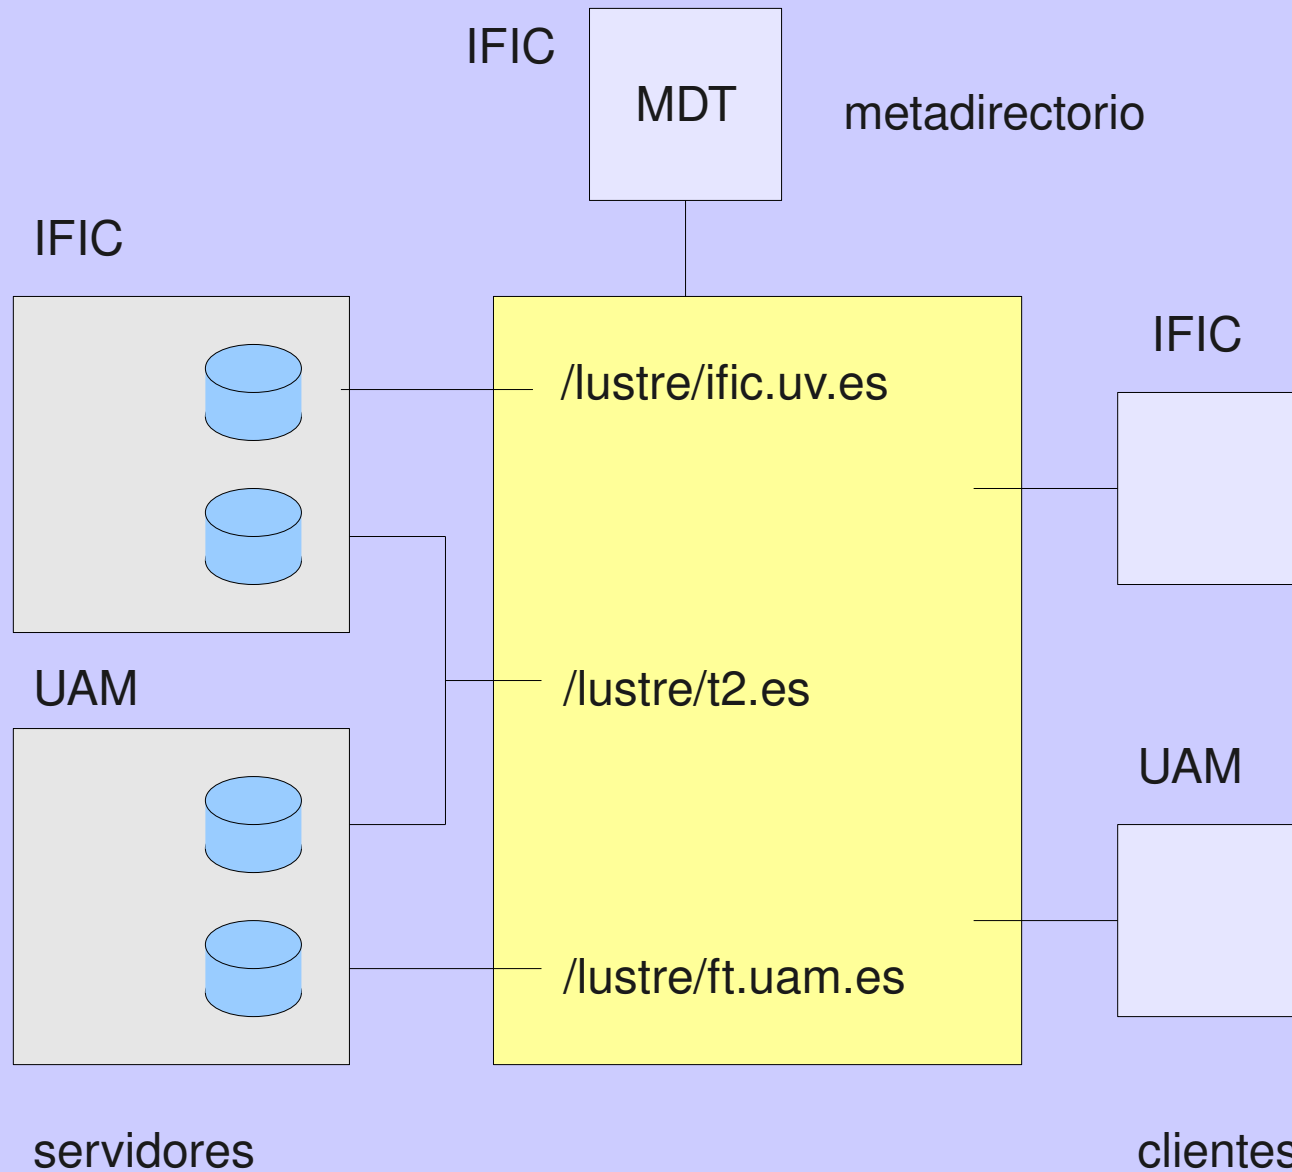 IFIC
MDT
metadirectorio
IFIC
/lustre/ific.uv.es
IFIC
UAM
/lustre/t2.es
UAM
/lustre/ft.uam.es
servidores
clientes